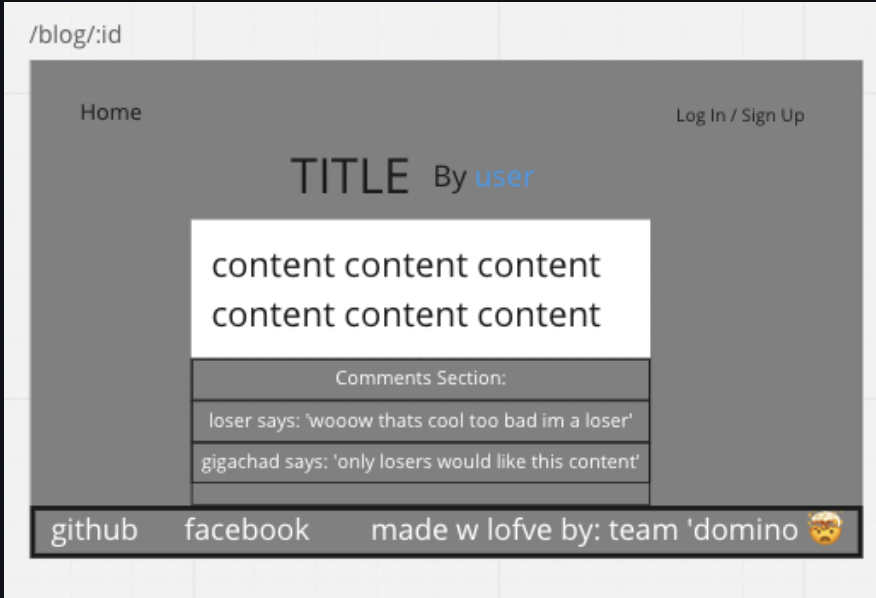 /blog/:id
Home Log In / Sign Up
TITLE By user
content content content
content content content
Comments Section:
loser says: 'wooow thats cool too bad im a loser'
gigachad says: 'only losers would like this content'
github facebook made w lofve by: team 'domino 🤯